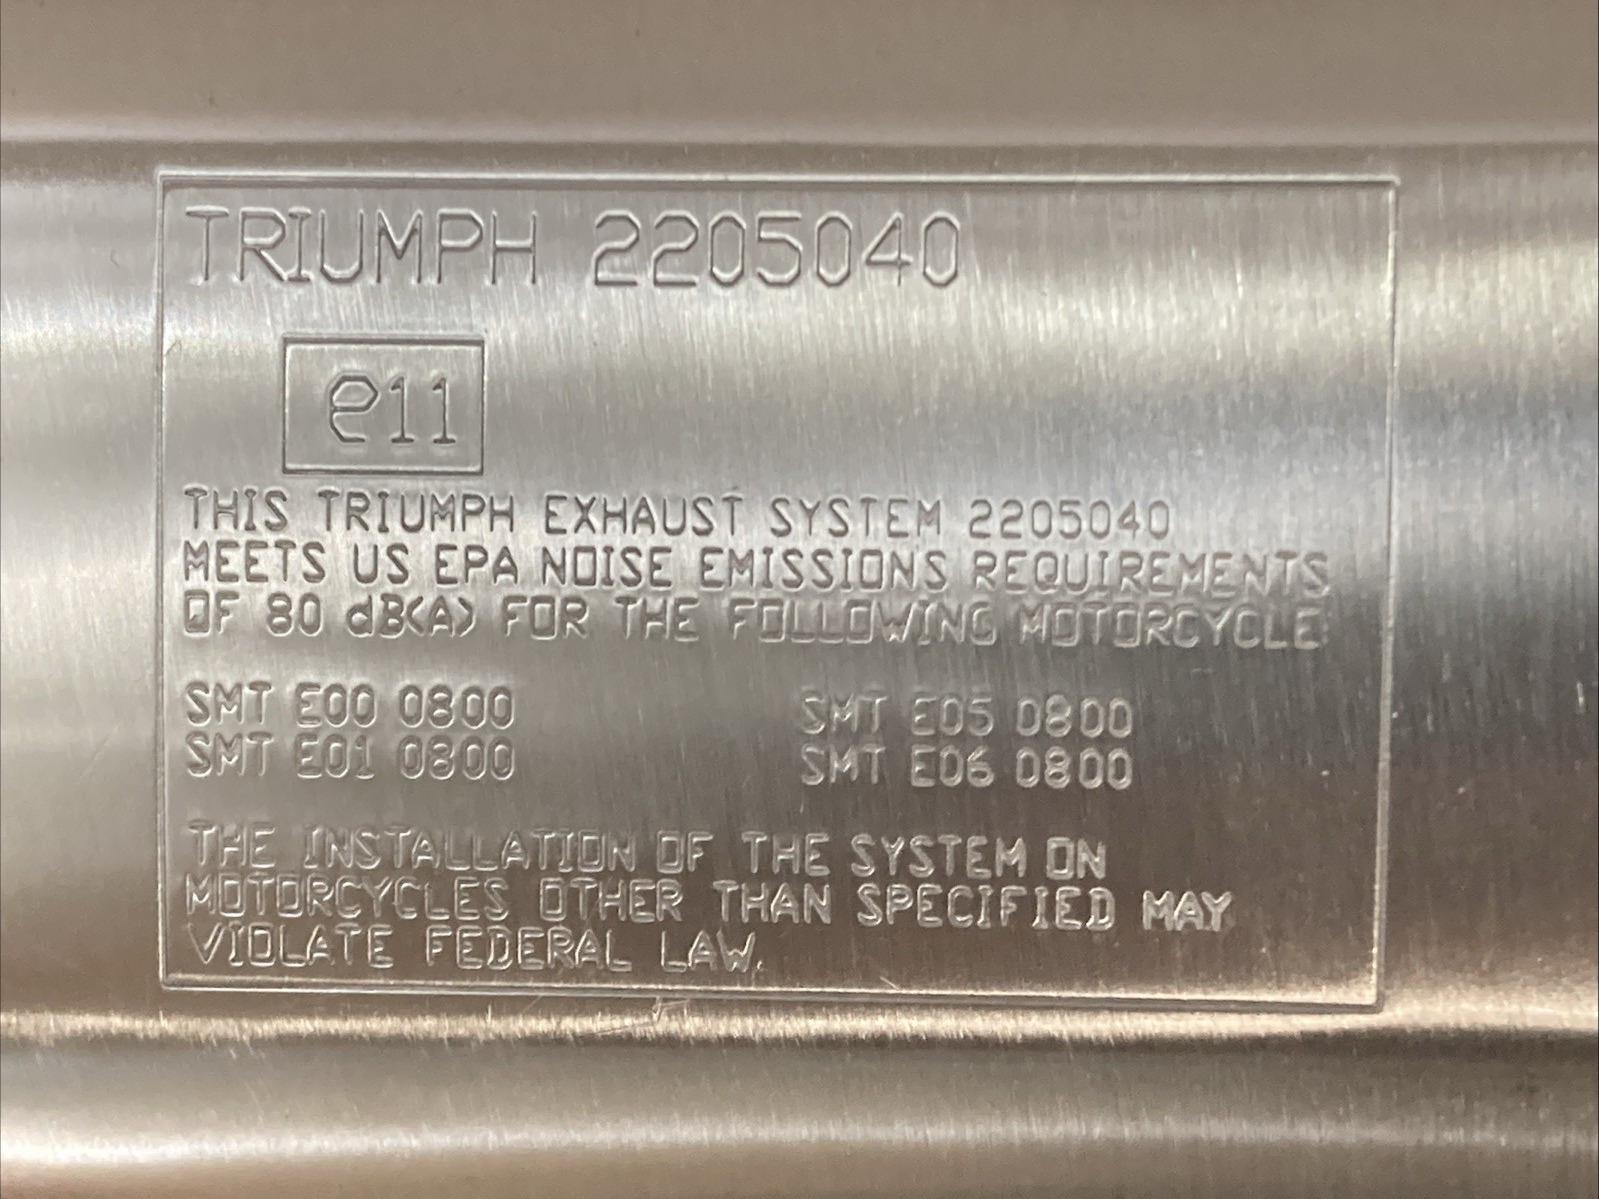 TRIUMPH 2205040
e11
THIS TRIUMPH EXHAUST SYSTEM 2205040
MEETS US EPA NOISE EMISSIONS REQUIREMENTS
OF 80 dB(A) FOR THE FOLLOWING MOTORCYCLE:
SMT E00 0800 SMT E05 0800
SMT E01 0800 SMT E06 0800
THE INSTALLATION OF THE SYSTEM ON
MOTORCYCLES OTHER THAN SPECIFIED MAY
VIOLATE FEDERAL LAW.